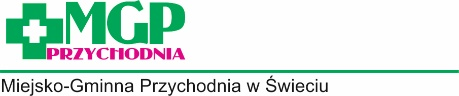 MGP
PRZYCHODNIA
Miejsko-Gminna Przychodnia w Świeciu